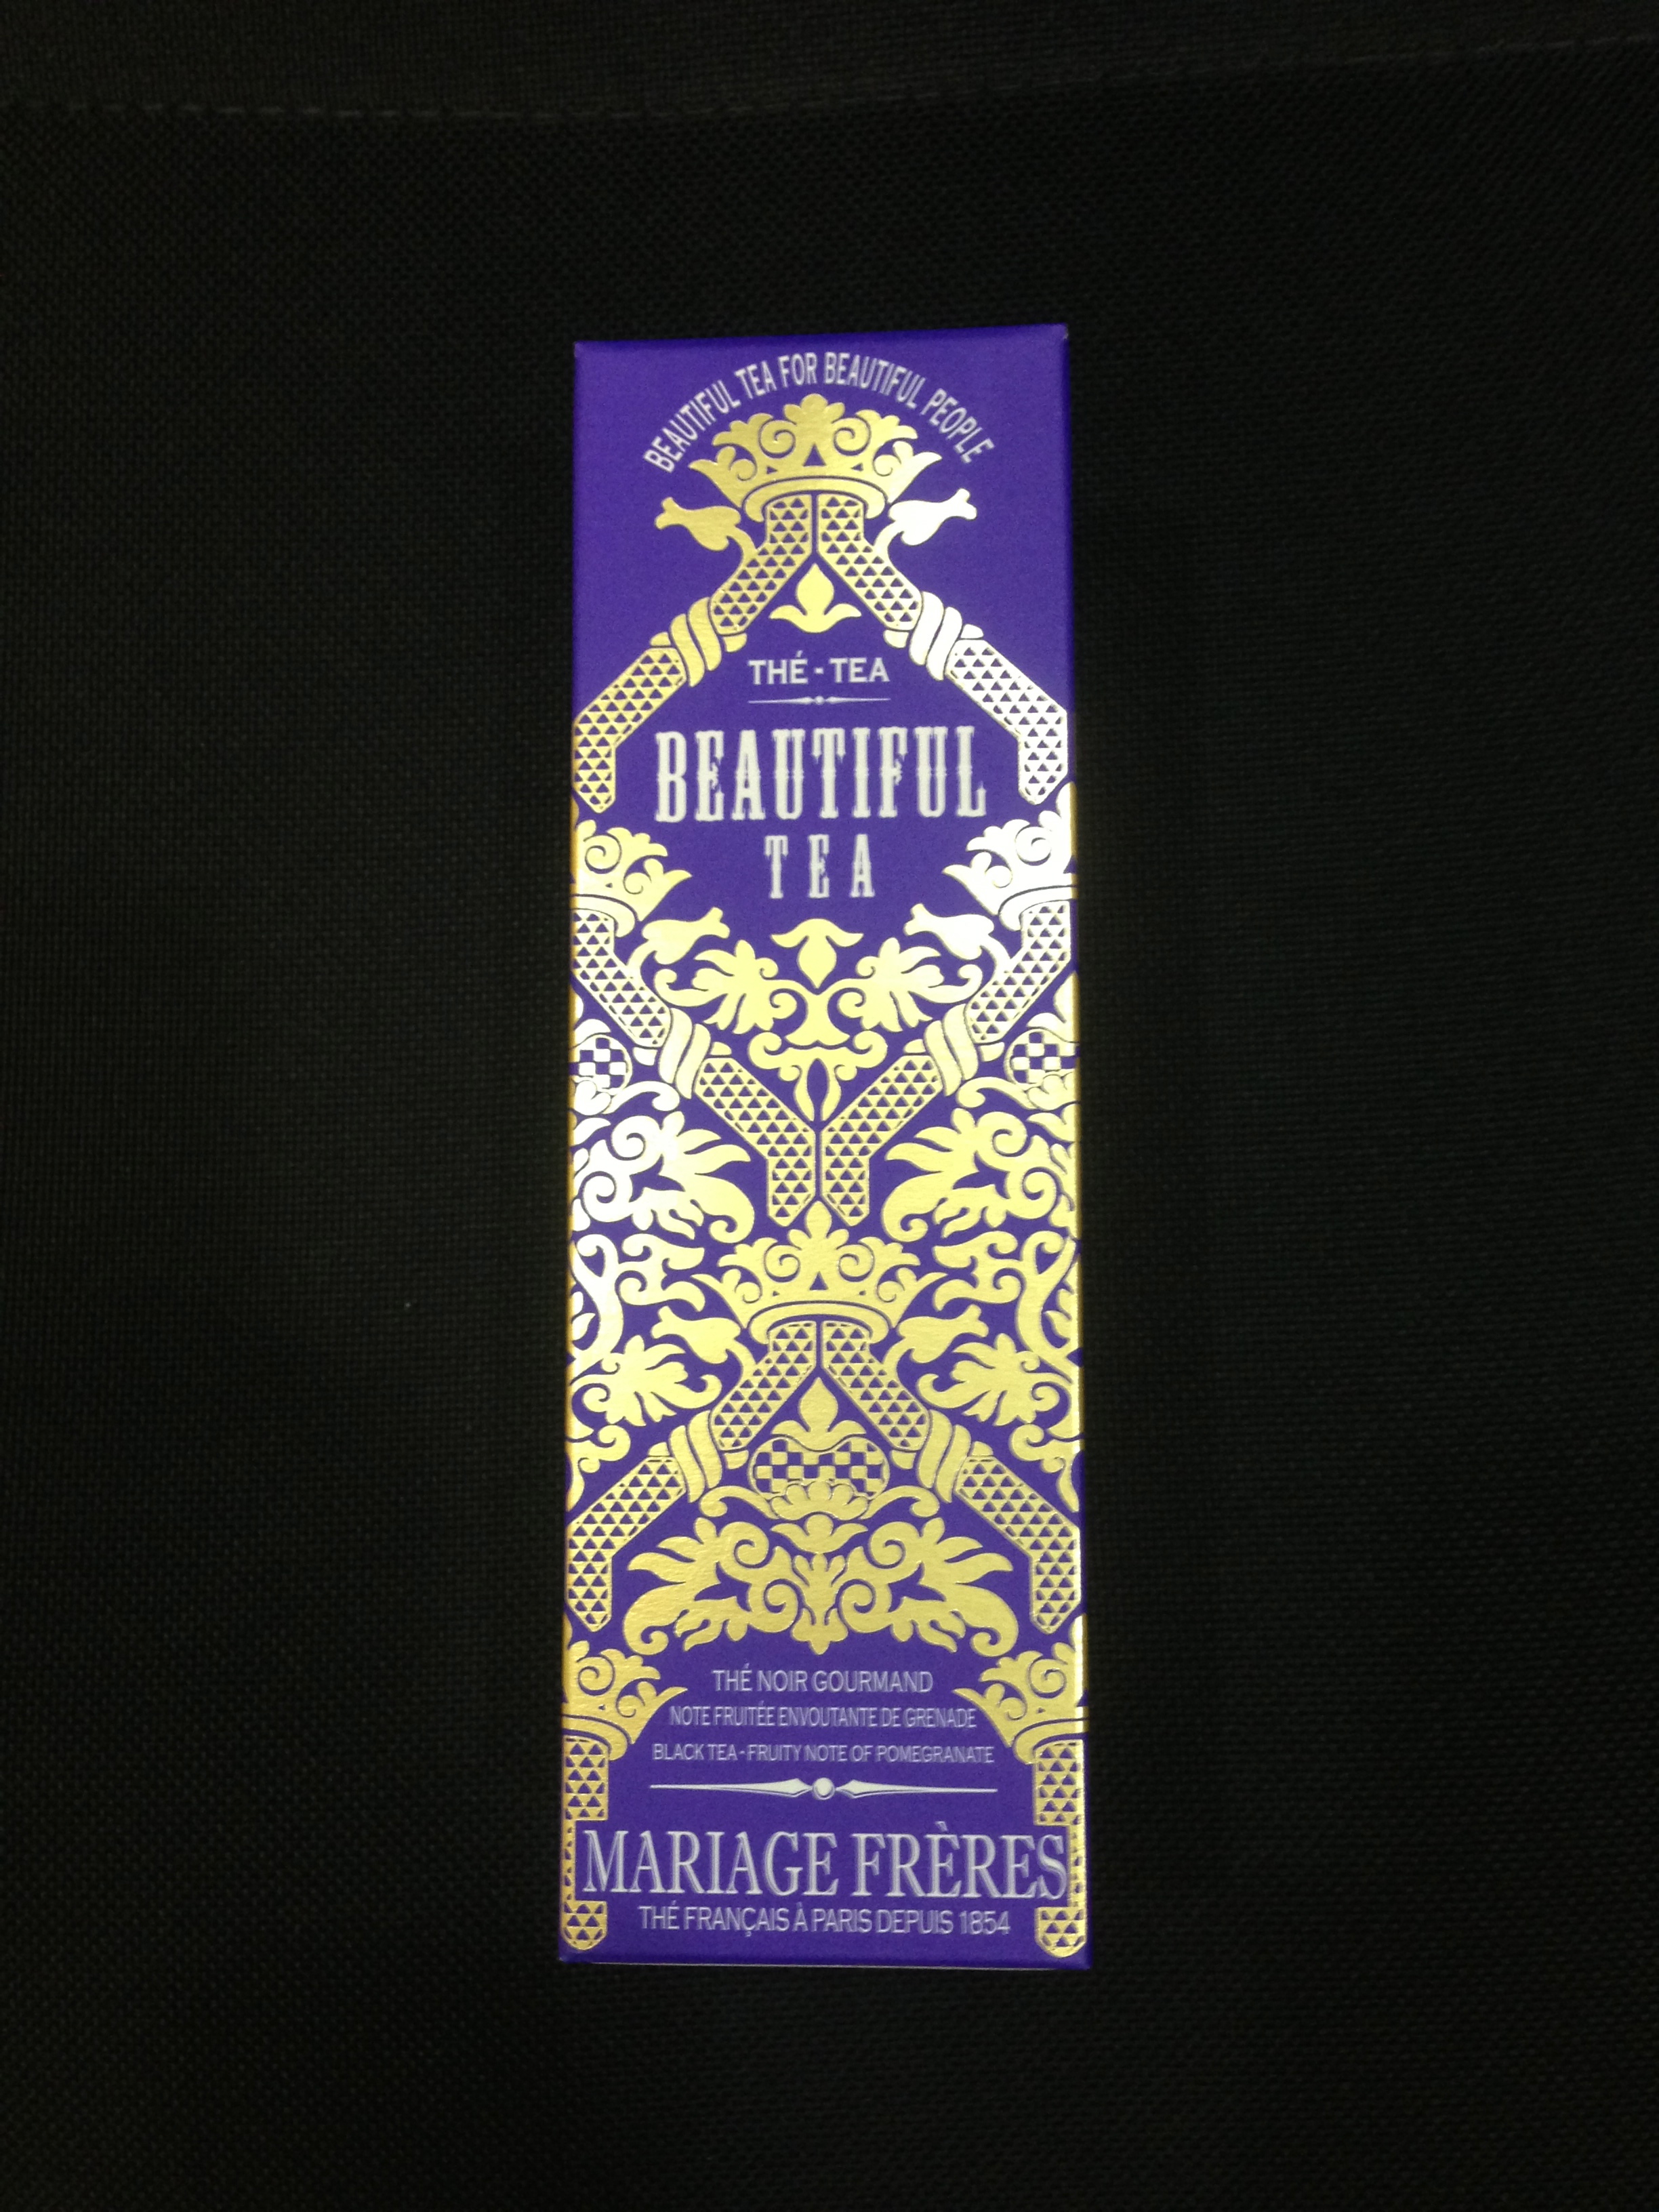 BEAUTIFUL TEA FOR BEAUTIFUL PEOPLE
THÉ - TEA
BEAUTIFUL
TEA
THÉ NOIR GOURMAND
NOTE FRUITÉE ENVOUTANTE DE GRENADE
BLACK TEA - FRUITY NOTE OF POMEGRANATE
MARIAGE FRÈRES
THÉ FRANÇAIS À PARIS DEPUIS 1854